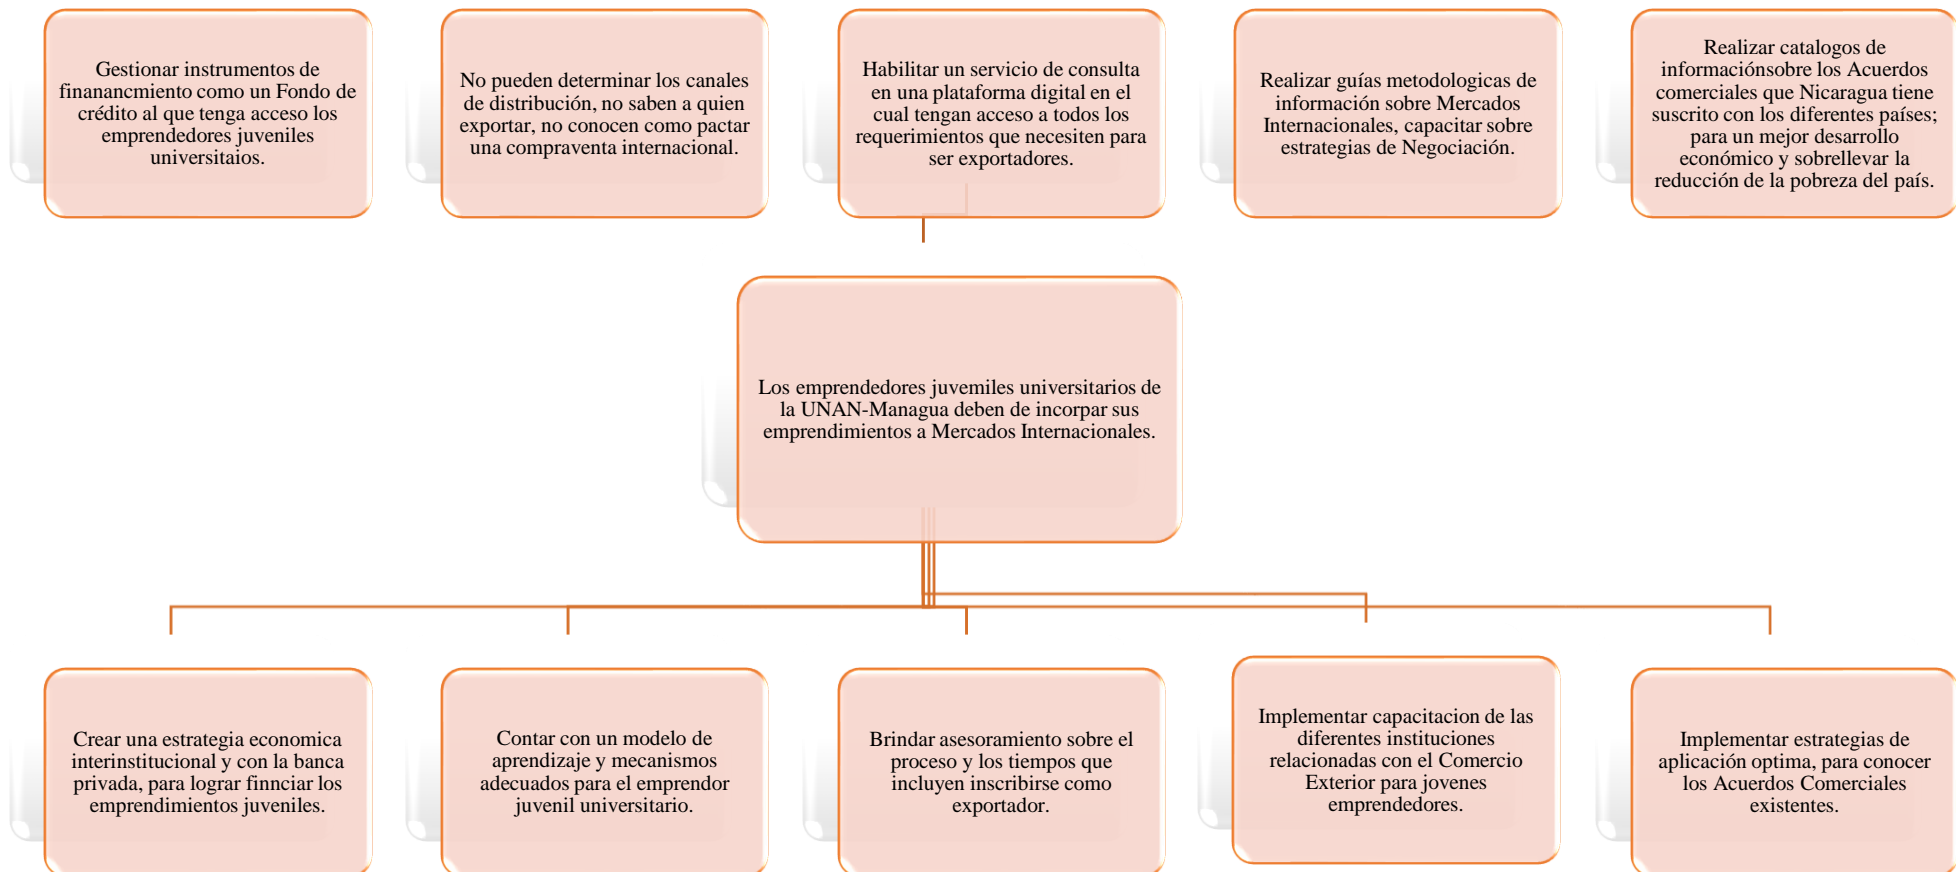 Gestionar instrumentos de
finanancmiento como un Fondo de
crédito al que tenga acceso los
emprendedores juveniles
universitaios.
No pueden determinar los canales
de distribución, no saben a quien
exportar, no conocen como pactar
una compraventa internacional.
Habilitar un servicio de consulta
en una plataforma digital en el
cual tengan acceso a todos los
requerimientos que necesiten para
ser exportadores.
Realizar guías metodologicas de
información sobre Mercados
Internacionales, capacitar sobre
estrategias de Negociación.
Realizar catalogos de
informaciónsobre los Acuerdos
comerciales que Nicaragua tiene
suscrito con los diferentes países;
para un mejor desarrollo
económico y sobrellevar la
reducción de la pobreza del país.
Los emprendedores juvemiles universitarios de
la UNAN-Managua deben de incorpar sus
emprendimientos a Mercados Internacionales.
Crear una estrategia economica
interinstitucional y con la banca
privada, para lograr finnciar los
emprendimientos juveniles.
Contar con un modelo de
aprendizaje y mecanismos
adecuados para el emprendor
juvenil universitario.
Brindar asesoramiento sobre el
proceso y los tiempos que
incluyen inscribirse como
exportador.
Implementar capacitacion de las
diferentes instituciones
relacionadas con el Comercio
Exterior para jovenes
emprendedores.
Implementar estrategias de
aplicación optima, para conocer
los Acuerdos Comerciales
existentes.